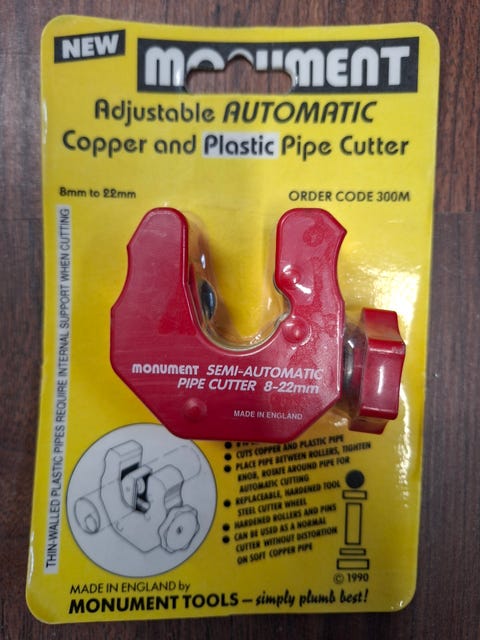 NEW
MONUMENT
Adjustable AUTOMATIC
Copper and Plastic Pipe Cutter
8mm to 22mm
ORDER CODE 300M
THIN-WALLED PLASTIC PIPES REQUIRE INTERNAL SUPPORT WHEN CUTTING
MONUMENT SEMI-AUTOMATIC
PIPE CUTTER 8-22mm
MADE IN ENGLAND
● CUTS COPPER AND PLASTIC PIPE
● PLACE PIPE BETWEEN ROLLERS, TIGHTEN
KNOB, ROTATE AROUND PIPE FOR
AUTOMATIC CUTTING
● REPLACEABLE, HARDENED TOOL
STEEL CUTTER WHEEL
● HARDENED ROLLERS AND PINS
● CAN BE USED AS A NORMAL
● CUTTER WITHOUT DISTORTION
ON SOFT COPPER PIPE
© 1990
MADE IN ENGLAND by
MONUMENT TOOLS – simply plumb best!